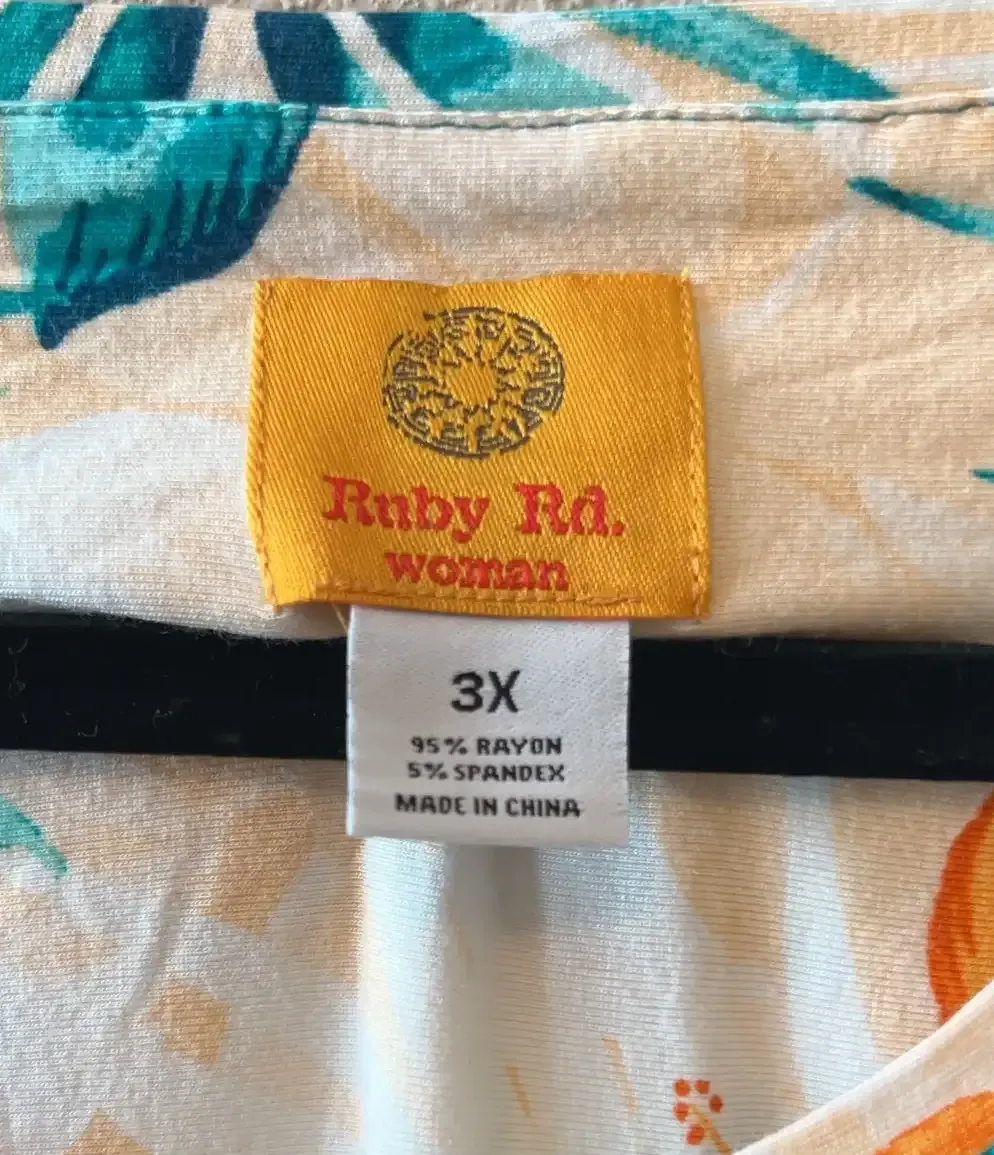 Ruby Rd.
woman
3X
95% RAYON
5% SPANDEX
MADE IN CHINA